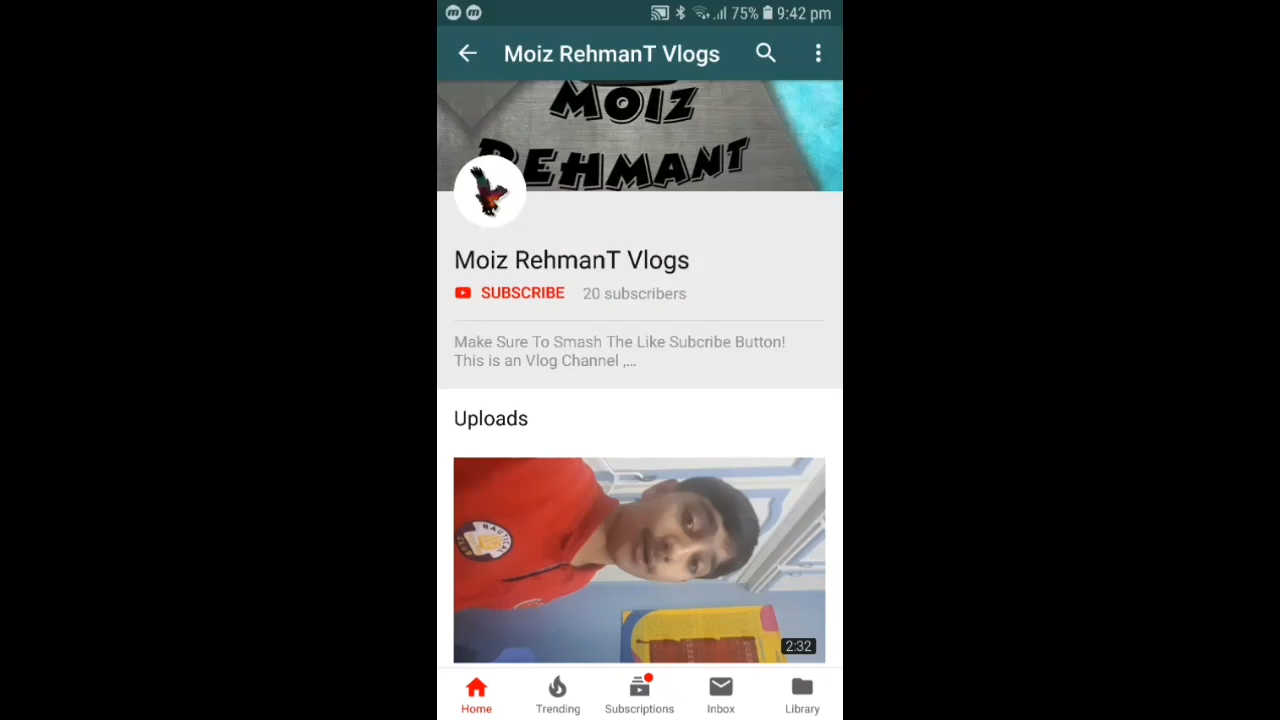 75% 9:42 pm
Moiz RehmanT Vlogs
MOIZ
REHMANT
Moiz RehmanT Vlogs
SUBSCRIBE 20 subscribers
Make Sure To Smash The Like Subcribe Button!
This is an Vlog Channel ,...
Uploads
NAUTICAL
2:32
Home Trending Subscriptions Inbox Library